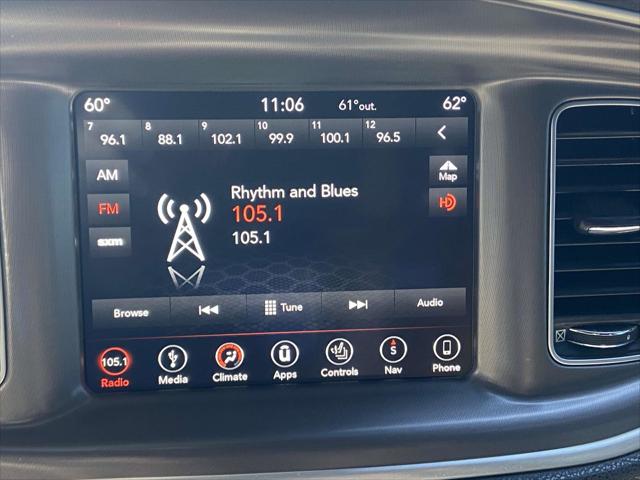 60° 11:06 61°out. 62°
7 96.1 8 88.1 9 102.1 10 99.9 11 100.1 12 96.5
AM
Map
Rhythm and Blues
FM
105.1
HD
sxm
105.1
Browse Tune Audio
105.1 S
Radio Media Climate Apps Controls Nav Phone